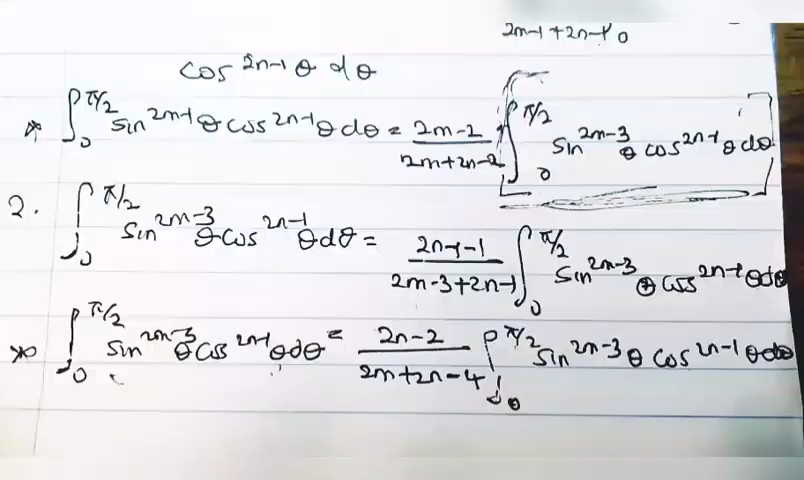 2m-1+2n-1 0
cos^{2n-1} θ dθ
* ∫_0^{π/2} sin^{2m-1} θ cos^{2n-1} θ dθ = \frac{2m-2}{2m+2n-2} [∫_0^{π/2} sin^{2m-3} θ cos^{2n-1} θ dθ]
2. ∫_0^{π/2} sin^{2m-3} θ cos^{2n-1} θ dθ = \frac{2n-1-1}{2m-3+2n-1} ∫_0^{π/2} sin^{2m-3} θ cos^{2n-1} θ dθ
* ∫_0^{π/2} sin^{2m-3} θ cos^{2n-1} θ dθ = \frac{2n-2}{2m+2n-4} ∫_0^{π/2} sin^{2n-3} θ cos^{2n-1} θ dθ